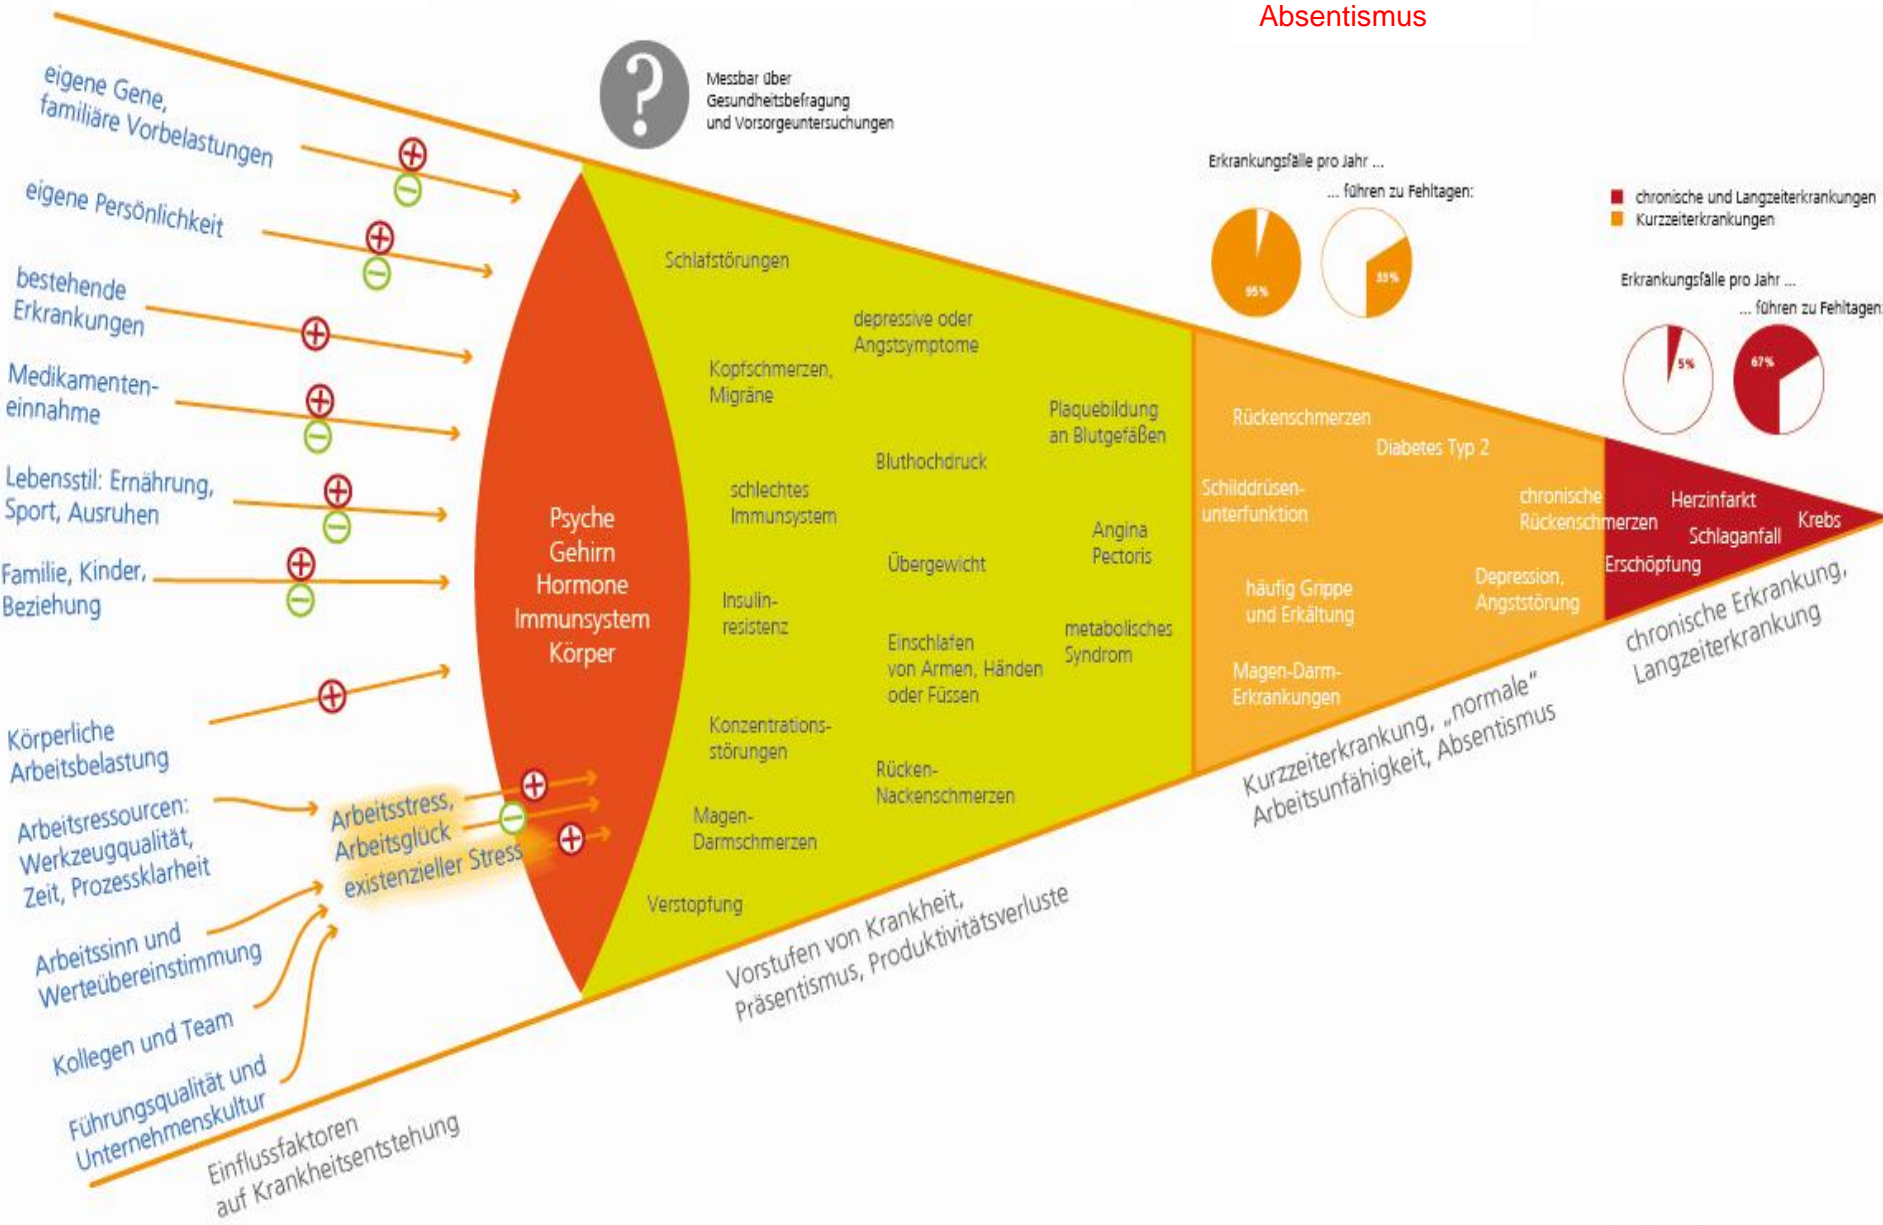 Absentismus
eigene Gene,
familiäre Vorbelastungen
eigene Persönlichkeit
bestehende
Erkrankungen
Medikamenten-
einnahme
Lebensstil: Ernährung,
Sport, Ausruhen
Familie, Kinder,
Beziehung
Körperliche
Arbeitsbelastung
Arbeitsressourcen:
Werkzeugqualität,
Zeit, Prozessklarheit
Arbeitssinn und
Werteübereinstimmung
Kollegen und Team
Führungsqualität und
Unternehmenskultur
Arbeitsstress,
Arbeitsglück
existenzieller Stress
Einflussfaktoren
auf Krankheitsentstehung
Psyche
Gehirn
Hormone
Immunsystem
Körper
?
Messbar über
Gesundheitsbefragung
und Vorsorgeuntersuchungen
Schlafstörungen
depressive oder
Angstsymptome
Kopfschmerzen,
Migräne
Plaquebildung
an Blutgefäßen
Bluthochdruck
schlechtes
Immunsystem
Angina
Pectoris
Übergewicht
Insulin-
resistenz
metabolisches
Syndrom
Einschlafen
von Armen, Händen
oder Füssen
Konzentrations-
störungen
Rücken-
Nackenschmerzen
Magen-
Darmschmerzen
Verstopfung
Vorstufen von Krankheit,
Präsentismus, Produktivitätsverluste
Erkrankungsfälle pro Jahr ...
... führen zu Fehltagen:
95%
33%
Rückenschmerzen
Diabetes Typ 2
Schilddrüsen-
unterfunktion
chronische
Rückenschmerzen
häufig Grippe
und Erkältung
Depression,
Angststörung
Magen-Darm-
Erkrankungen
Kurzzeiterkrankung, „normale“
Arbeitsunfähigkeit, Absentismus
chronische und Langzeiterkrankungen
Kurzzeiterkrankungen
Erkrankungsfälle pro Jahr ...
... führen zu Fehltagen:
5%
67%
Herzinfarkt
Krebs
Schlaganfall
Erschöpfung
chronische Erkrankung,
Langzeiterkrankung